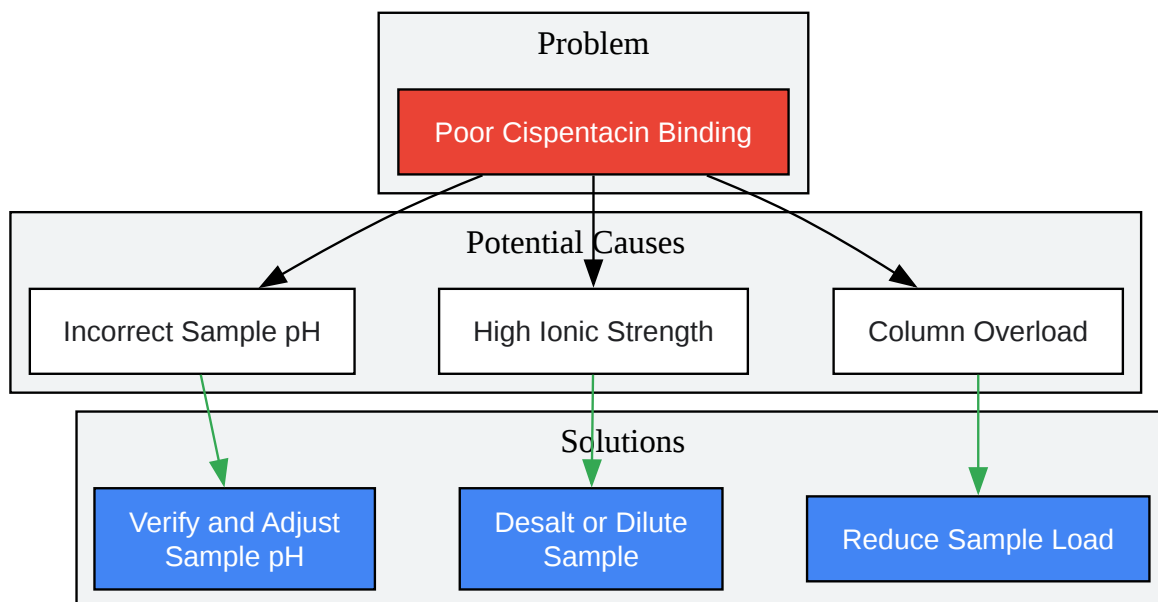 Problem
Poor Cispentacin Binding
Potential Causes
Incorrect Sample pH
High Ionic Strength
Column Overload
Solutions
Verify and Adjust
Sample pH
Desalt or Dilute
Sample
Reduce Sample Load